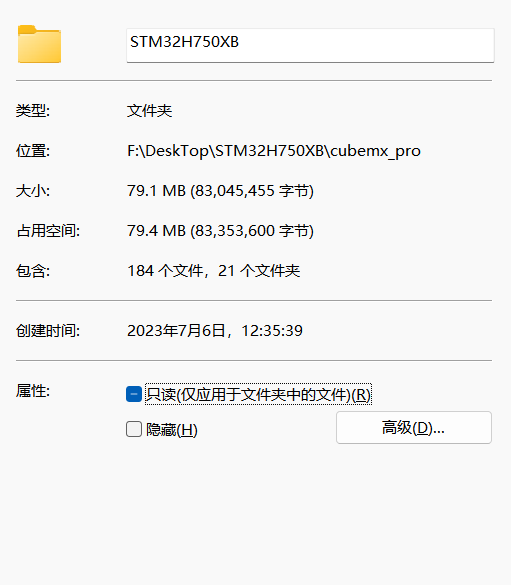 STM32H750XB
类型: 文件夹
位置: F:\DeskTop\STM32H750XB\cubemx_pro
大小: 79.1 MB (83,045,455 字节)
占用空间: 79.4 MB (83,353,600 字节)
包含: 184 个文件，21 个文件夹
创建时间: 2023年7月6日，12:35:39
属性: 只读(仅应用于文件夹中的文件)(R)
隐藏(H) 高级(D)...